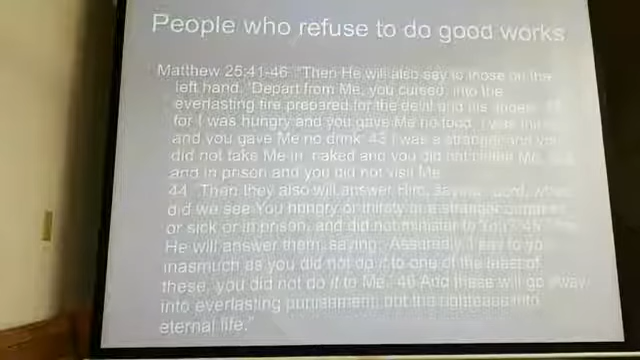 People who refuse to do good works
Matthew 25:41-46 "Then He will also say to those on the
left hand, 'Depart from Me, you cursed, into the
everlasting fire prepared for the devil and his
for I was hungry and you gave Me no food, I was
and you gave Me no drink 43 I was a stranger and you
did not take Me in, naked and you did not clothe Me,
and in prison and you did not visit Me.
44 "Then they also will answer Him, saying, Lord, when
did we see You hungry or thirsty or a stranger
or sick or in prison, and did not minister to You?' 45
He will answer them, saying, 'Assuredly, I say to yo
inasmuch as you did not do it to one of the least of
these, you did not do it to Me.' 46 And these will go away
into everlasting punishment, but the righteous into
eternal life."